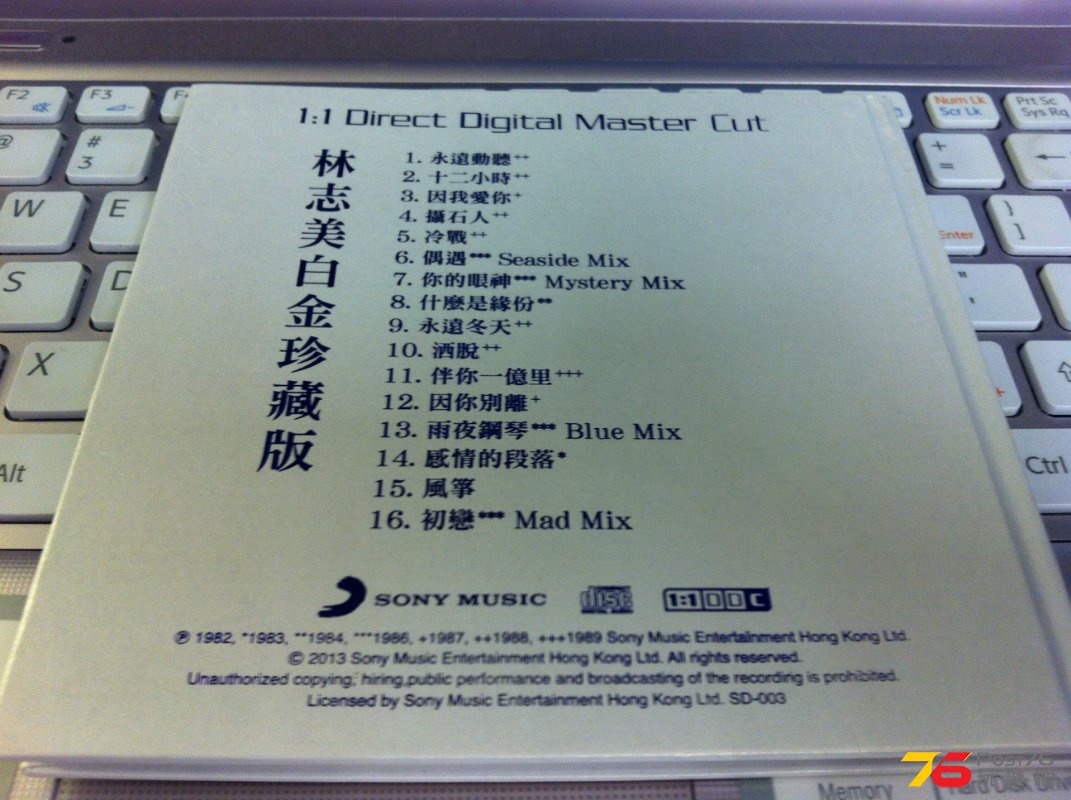 F2
F3
Num Lk
Scr Lk
Prt Sc
Sys Rq
@
#
3
+
=
W
E
S
D
X
Alt
}
]
Enter
"
'
Ctrl
1:1 Direct Digital Master Cut
林志美白金珍藏版
1. 永遠動聽++
2. 十二小時++
3. 因我愛你+
4. 攝石人++
5. 冷戰++
6. 偶遇*** Seaside Mix
7. 你的眼神*** Mystery Mix
8. 什麼是緣份**
9. 永遠冬天++
10. 洒脫++
11. 伴你一億里+++
12. 因你別離+
13. 雨夜鋼琴*** Blue Mix
14. 感情的段落*
15. 風箏
16. 初戀*** Mad Mix
SONY MUSIC
COMPACT disc DIGITAL AUDIO
1:1 DDC
℗ 1982, *1983, **1984, ***1986, +1987, ++1988, +++1989 Sony Music Entertainment Hong Kong Ltd.
© 2013 Sony Music Entertainment Hong Kong Ltd. All rights reserved.
Unauthorized copying, hiring,public performance and broadcasting of the recording is prohibited.
Licensed by Sony Music Entertainment Hong Kong Ltd. SD-003
Memory
Hard Disk Drive
76